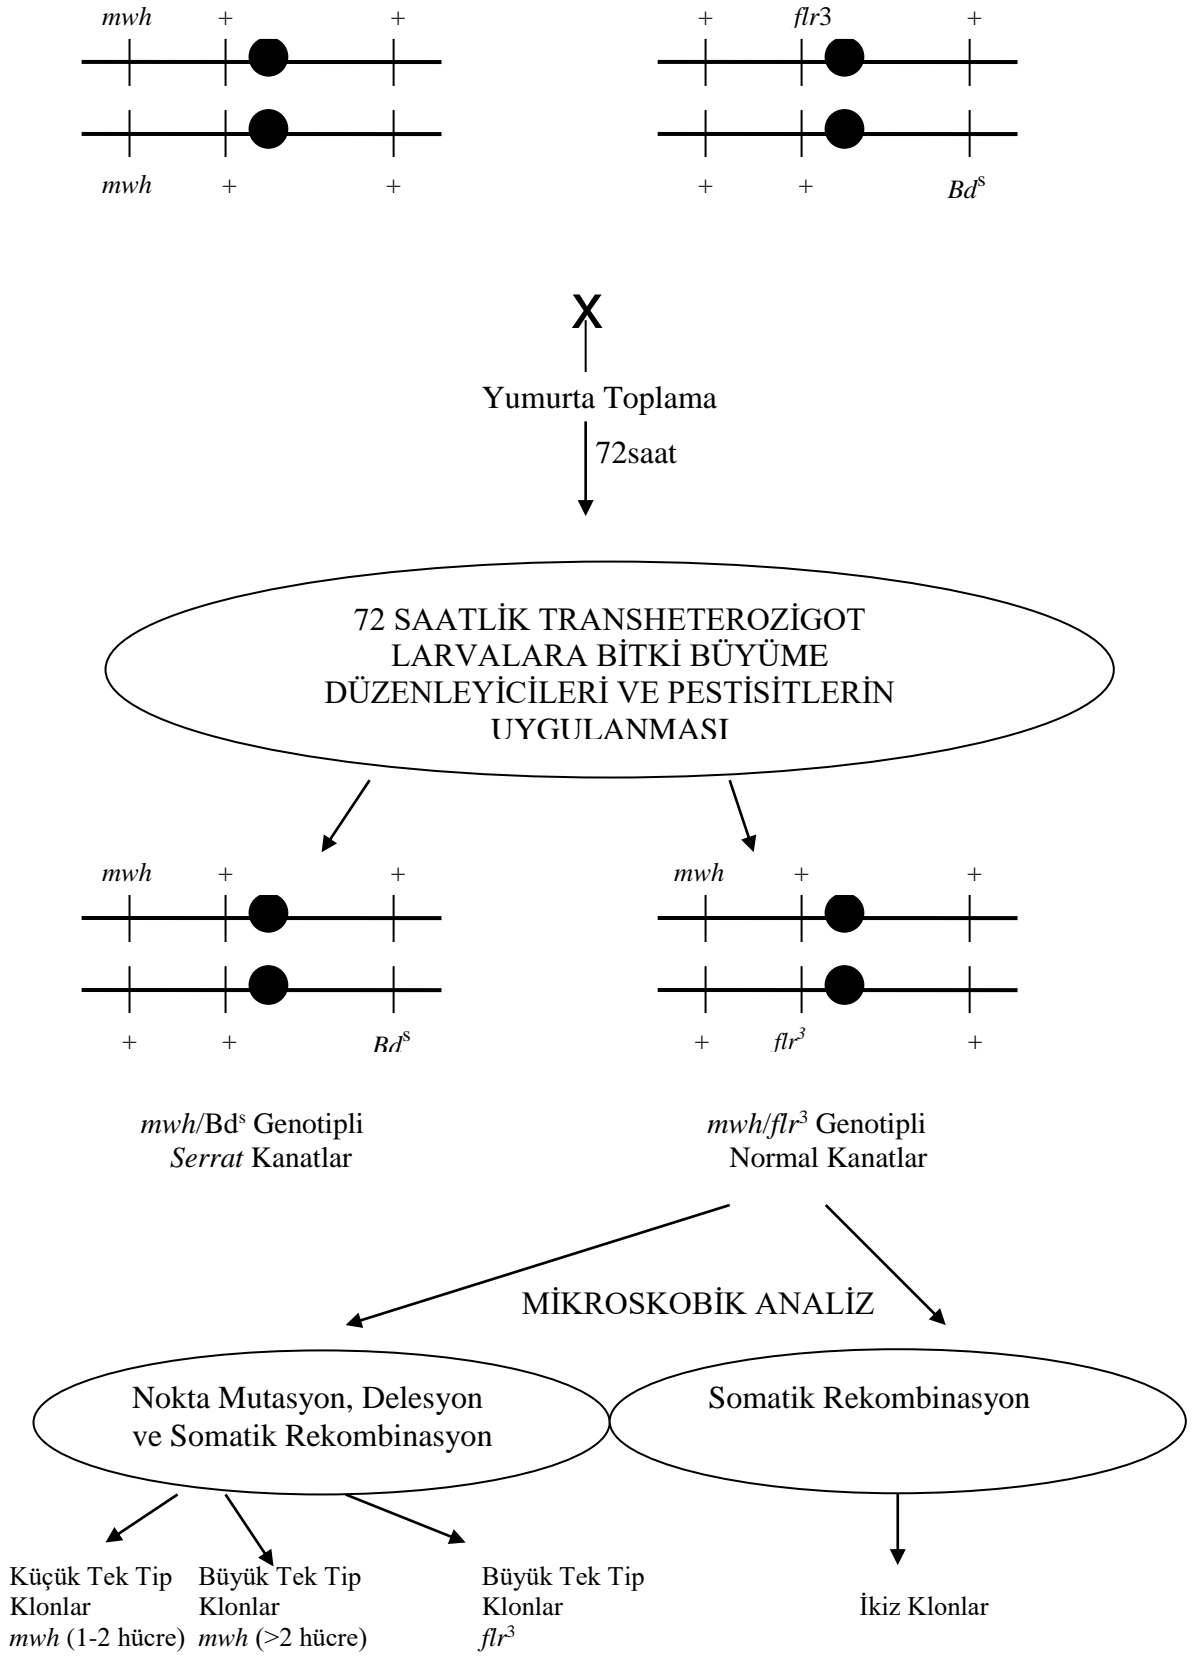 mwh + + + flr3 +
mwh + + + + Bdˢ
X
Yumurta Toplama
72saat
72 SAATLİK TRANSHETEROZİGOT
LARVALARA BİTKİ BÜYÜME
DÜZENLEYİCİLERİ VE PESTİSİTLERİN
UYGULANMASI
mwh + + mwh + +
+ + Bdˢ + flr³ +
mwh/Bdˢ Genotipli
Serrat Kanatlar
mwh/flr³ Genotipli
Normal Kanatlar
MİKROSKOBİK ANALİZ
Nokta Mutasyon, Delesyon
ve Somatik Rekombinasyon
Somatik Rekombinasyon
Küçük Tek Tip
Klonlar
mwh (1-2 hücre)
Büyük Tek Tip
Klonlar
mwh (>2 hücre)
Büyük Tek Tip
Klonlar
flr³
İkiz Klonlar